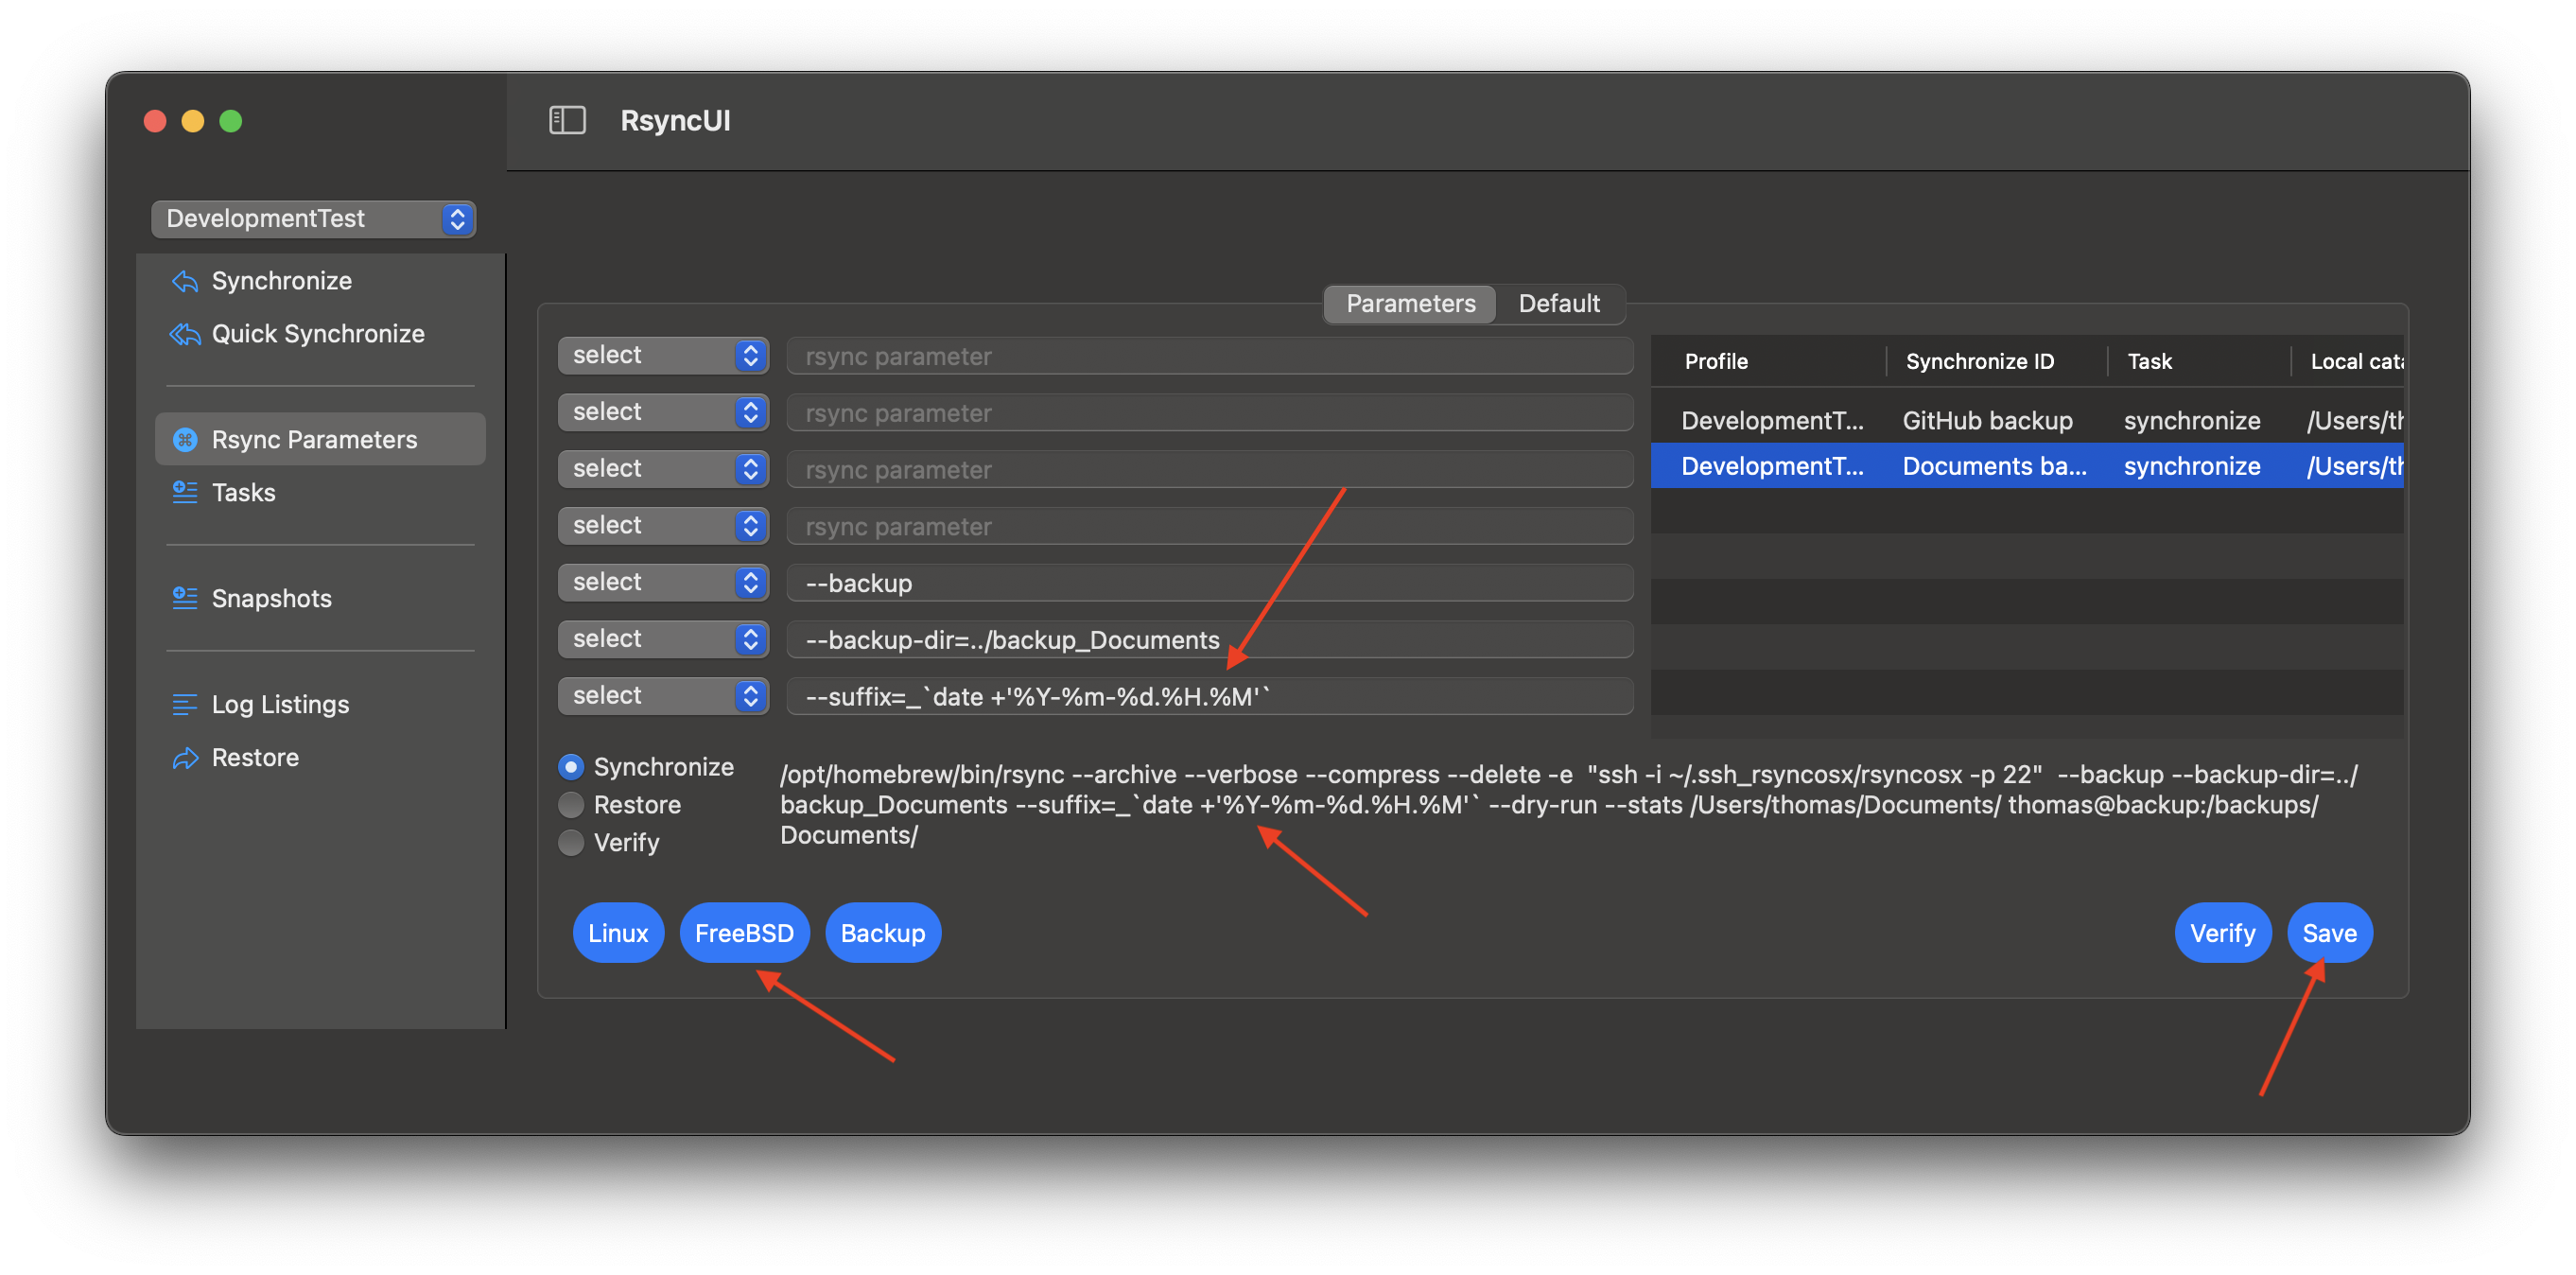 RsyncUI
DevelopmentTest
Synchronize
Quick Synchronize
Rsync Parameters
Tasks
Snapshots
Log Listings
Restore
Parameters Default
select rsync parameter
select rsync parameter
select rsync parameter
select rsync parameter
select --backup
select --backup-dir=../backup_Documents
select --suffix=_`date +'%Y-%m-%d.%H.%M'`
Profile Synchronize ID Task Local cata
DevelopmentT... GitHub backup synchronize /Users/th
DevelopmentT... Documents ba... synchronize /Users/th
Synchronize
Restore
Verify
/opt/homebrew/bin/rsync --archive --verbose --compress --delete -e "ssh -i ~/.ssh_rsyncosx/rsyncosx -p 22" --backup --backup-dir=../
backup_Documents --suffix=_`date +'%Y-%m-%d.%H.%M'` --dry-run --stats /Users/thomas/Documents/ thomas@backup:/backups/
Documents/
Linux FreeBSD Backup Verify Save